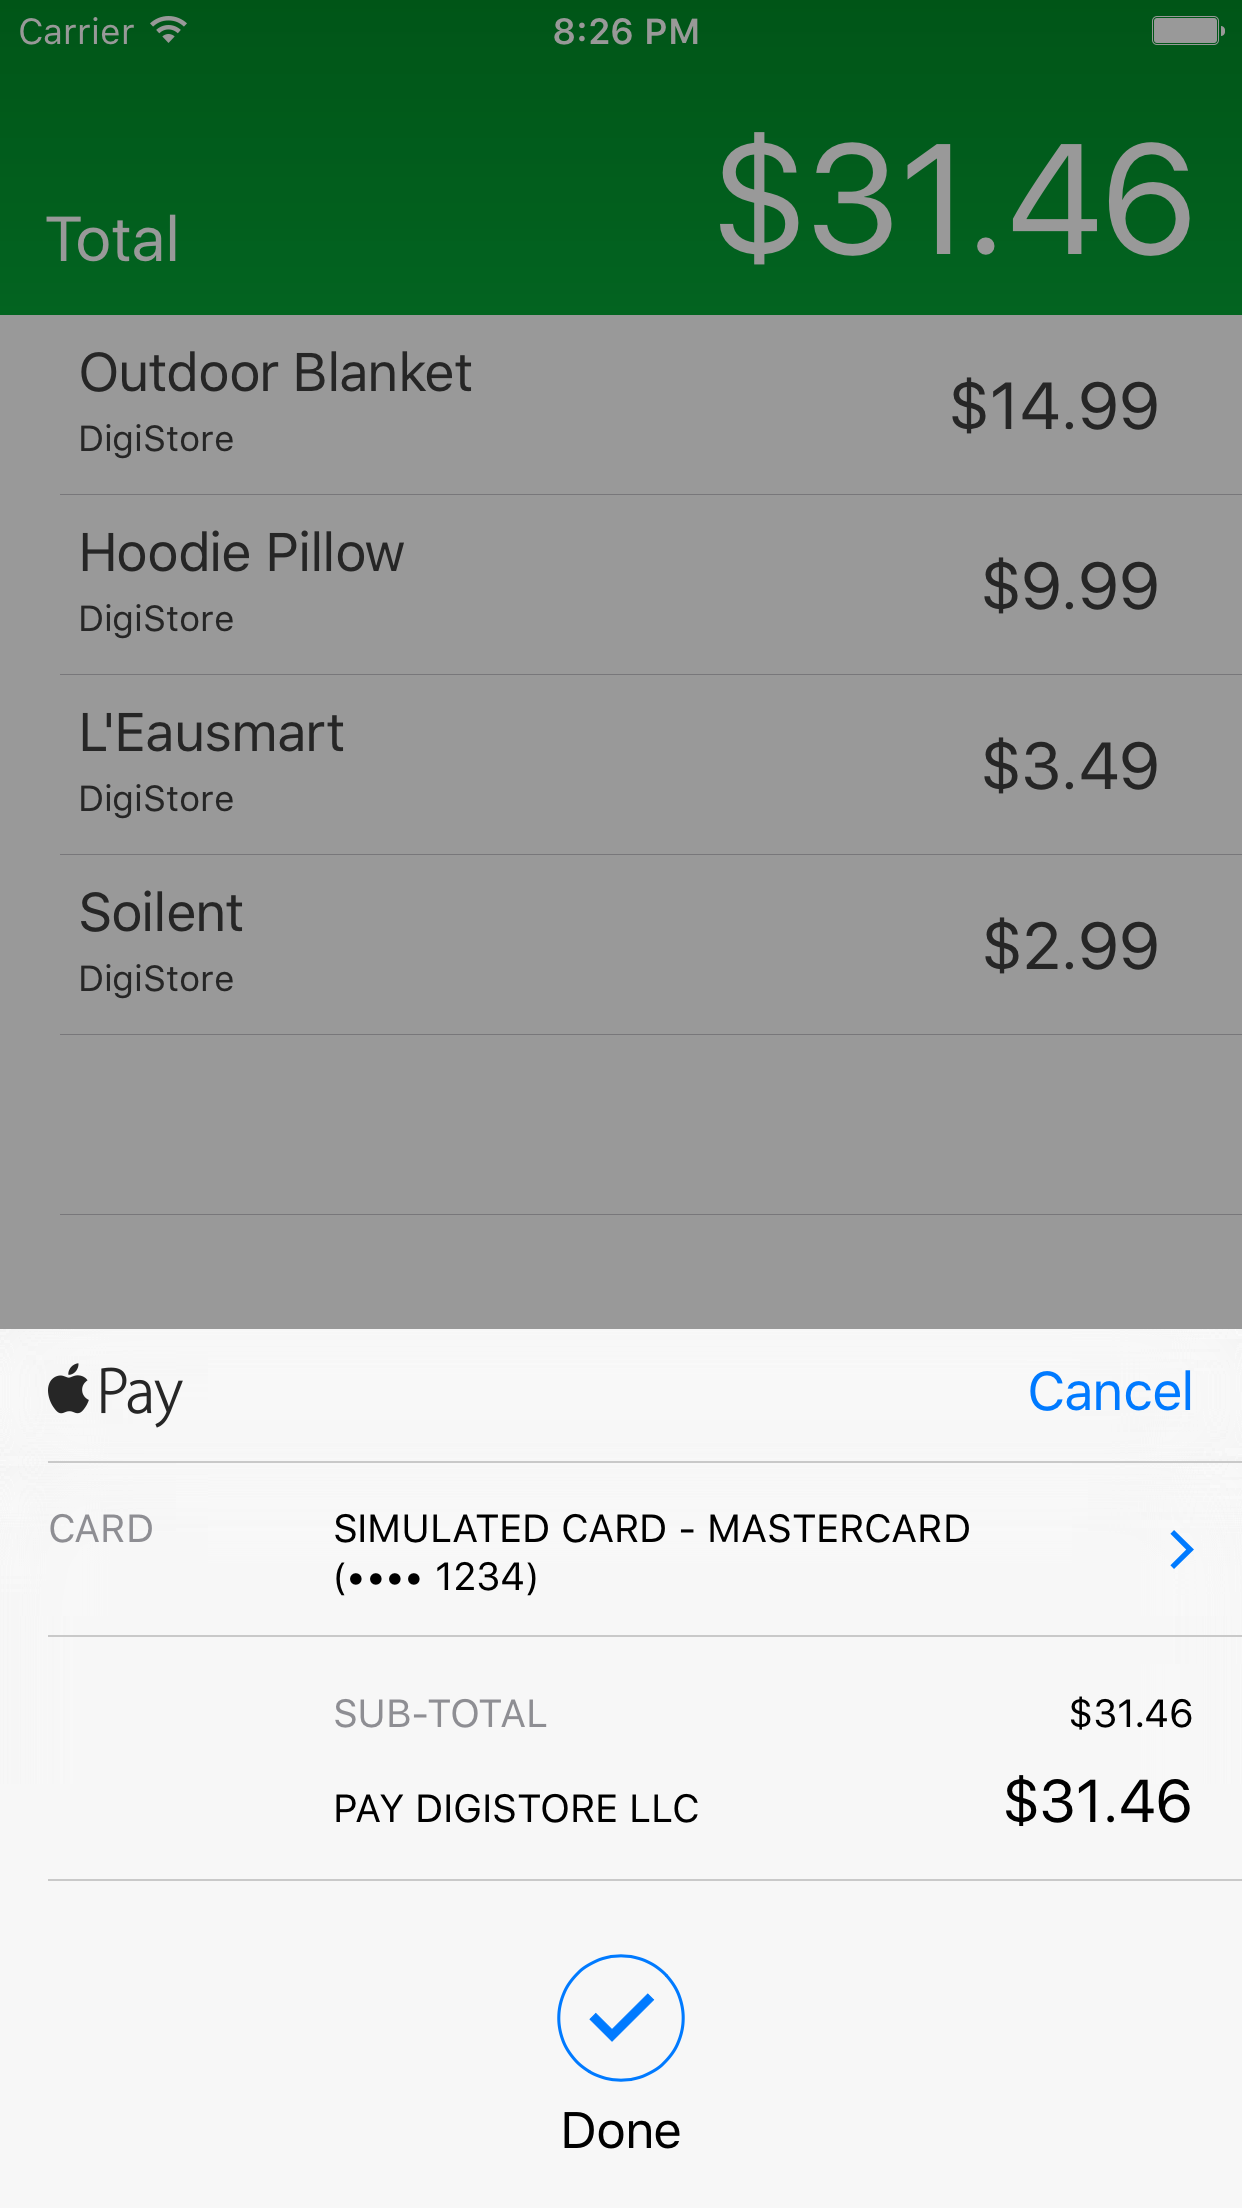 Carrier 8:26 PM
Total $31.46
Outdoor Blanket
DigiStore
$14.99
Hoodie Pillow
DigiStore
$9.99
L'Eausmart
DigiStore
$3.49
Soilent
DigiStore
$2.99
Pay Cancel
CARD SIMULATED CARD - MASTERCARD
(•••• 1234)
SUB-TOTAL $31.46
PAY DIGISTORE LLC $31.46
Done